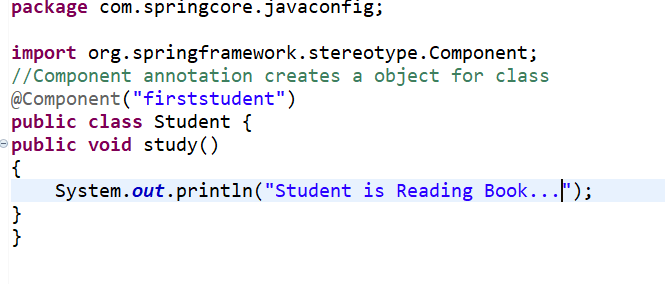 package com.springcore.javaconfig;
import org.springframework.stereotype.Component;
//Component annotation creates a object for class
@Component("firststudent")
public class Student {
public void study()
{
System.out.println("Student is Reading Book...");
}
}